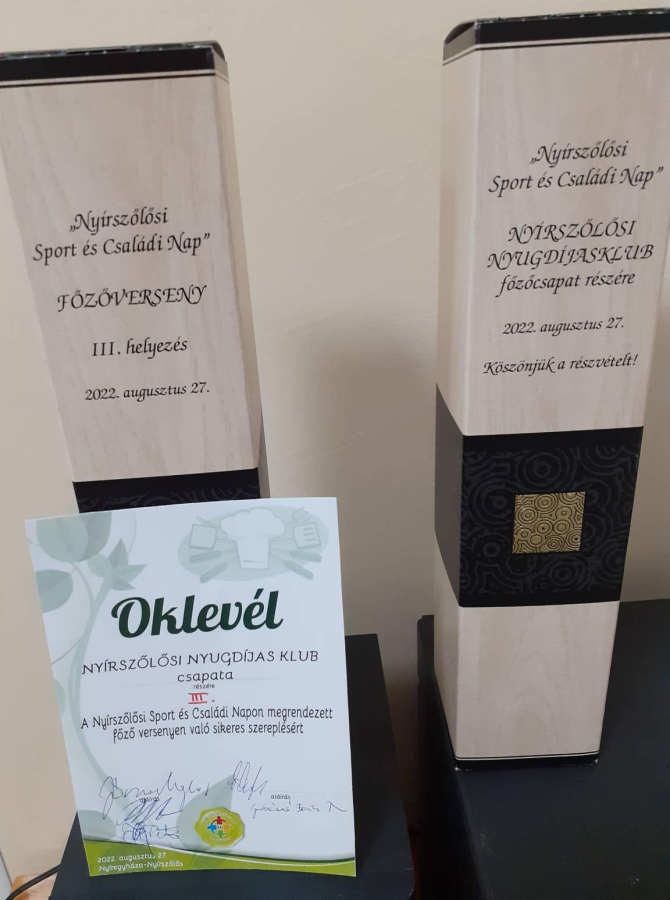 „Nyírszőlősi
Sport és Családi Nap”
FŐZŐVERSENY
III. helyezés
2022. augusztus 27.
„Nyírszőlősi
Sport és Családi Nap”
NYÍRSZŐLŐSI
NYUGDÍJASKLUB
főzőcsapat részére
2022. augusztus 27.
Köszönjük a részvételt!
Oklevél
NYÍRSZŐLŐSI NYUGDÍJAS KLUB
csapata
részére
III.
A Nyírszőlősi Sport és Családi Napon megrendezett
főző versenyen való sikeres szereplésért
aláírás
aláírás
2022. augusztus 27.
Nyíregyháza-Nyírszőlős